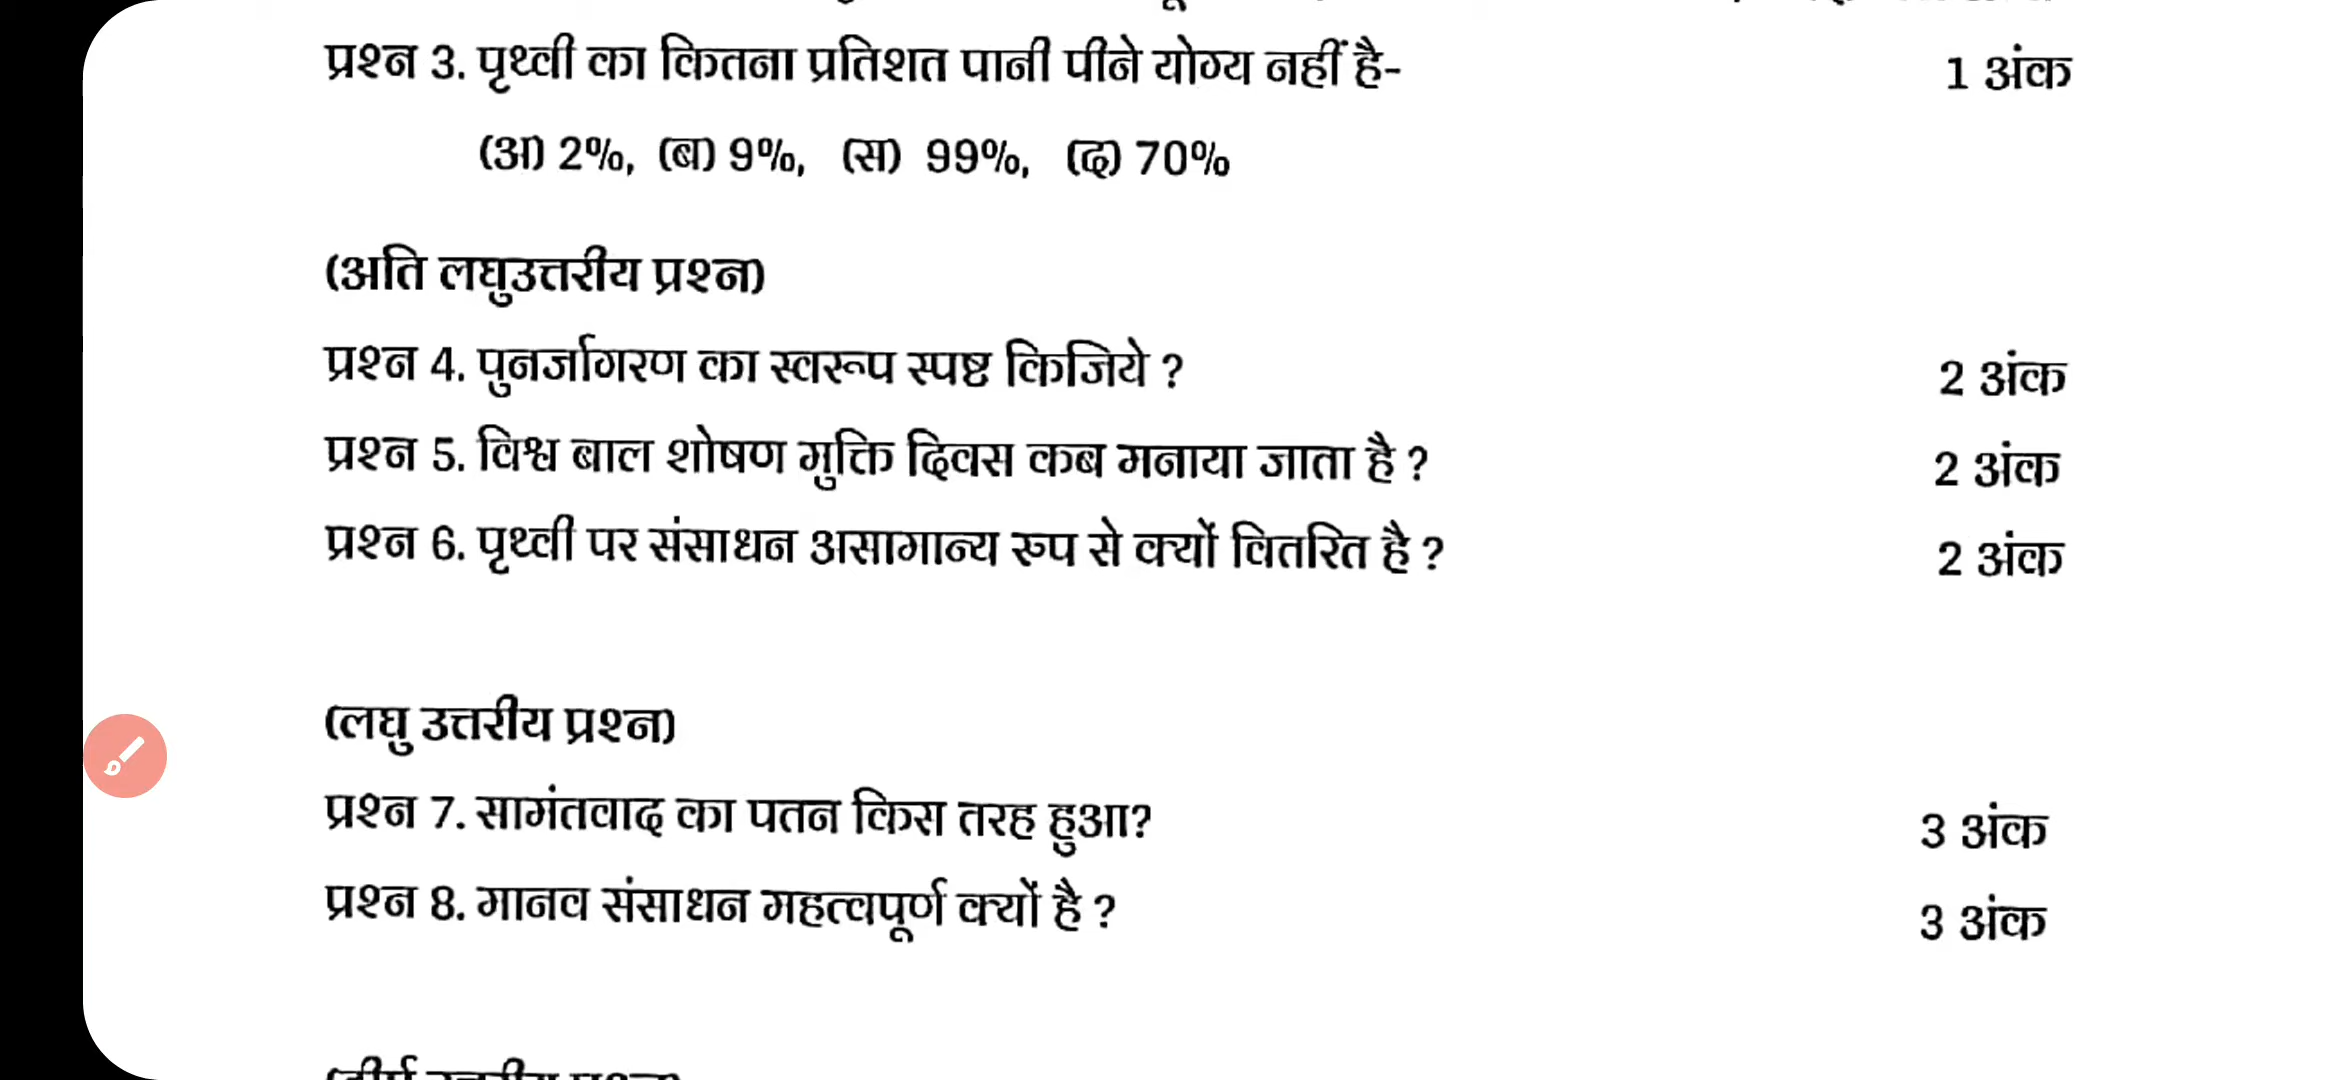 प्रश्न 3. पृथ्वी का कितना प्रतिशत पानी पीने योग्य नहीं है- 1 अंक
(अ) 2%, (ब) 9%, (स) 99%, (द) 70%
(अति लघुउत्तरीय प्रश्न)
प्रश्न 4. पुनर्जागरण का स्वरूप स्पष्ट किजिये ? 2 अंक
प्रश्न 5. विश्व बाल शोषण मुक्ति दिवस कब मनाया जाता है ? 2 अंक
प्रश्न 6. पृथ्वी पर संसाधन असामान्य रुप से क्यों वितरित है ? 2 अंक
(लघु उत्तरीय प्रश्न)
प्रश्न 7. सामंतवाद का पतन किस तरह हुआ? 3 अंक
प्रश्न 8. मानव संसाधन महत्वपूर्ण क्यों है ? 3 अंक